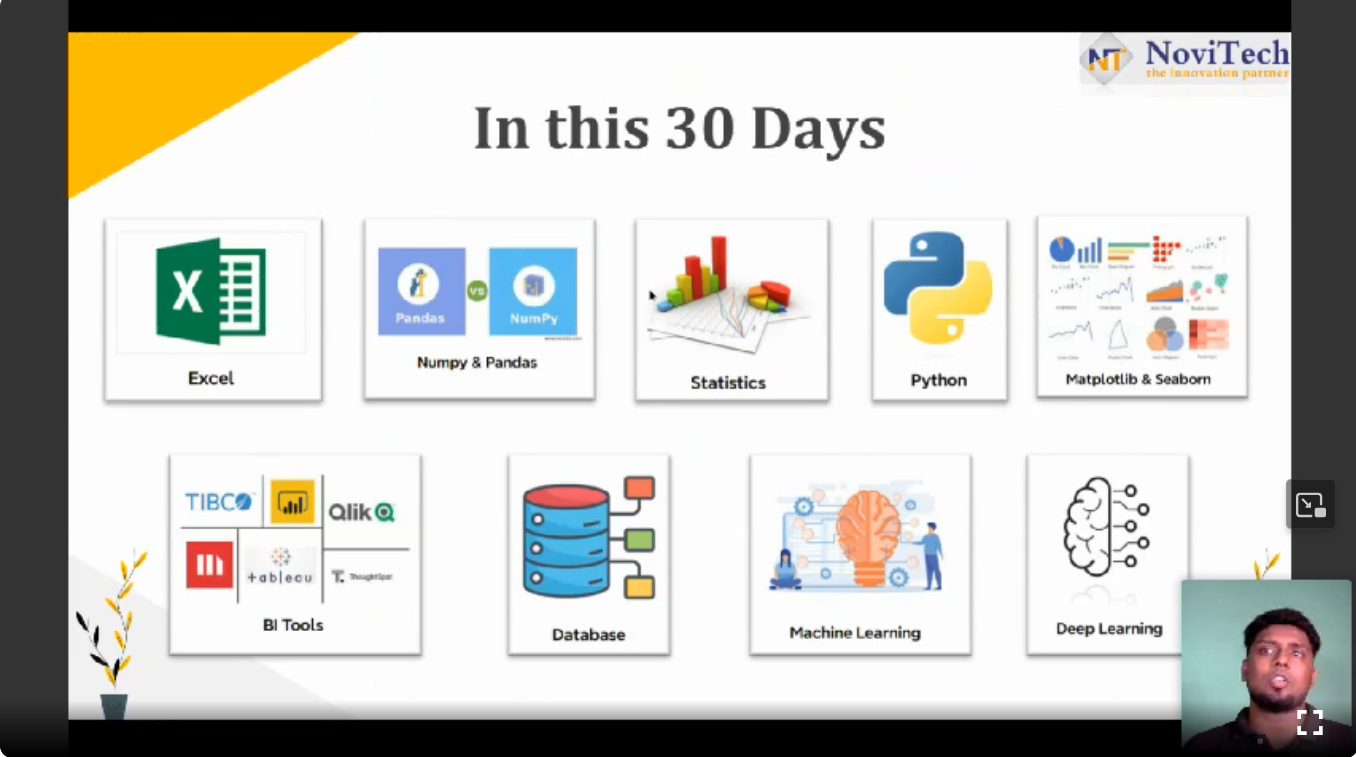 NT NoviTech
the innovation partner
In this 30 Days
X
Pandas
vs
NumPy
Excel
Numpy & Pandas
Statistics
Python
Matplotlib & Seaborn
TIBCO
Qlik
+ableau
ThoughtSpot
BI Tools
Database
Machine Learning
Deep Learning